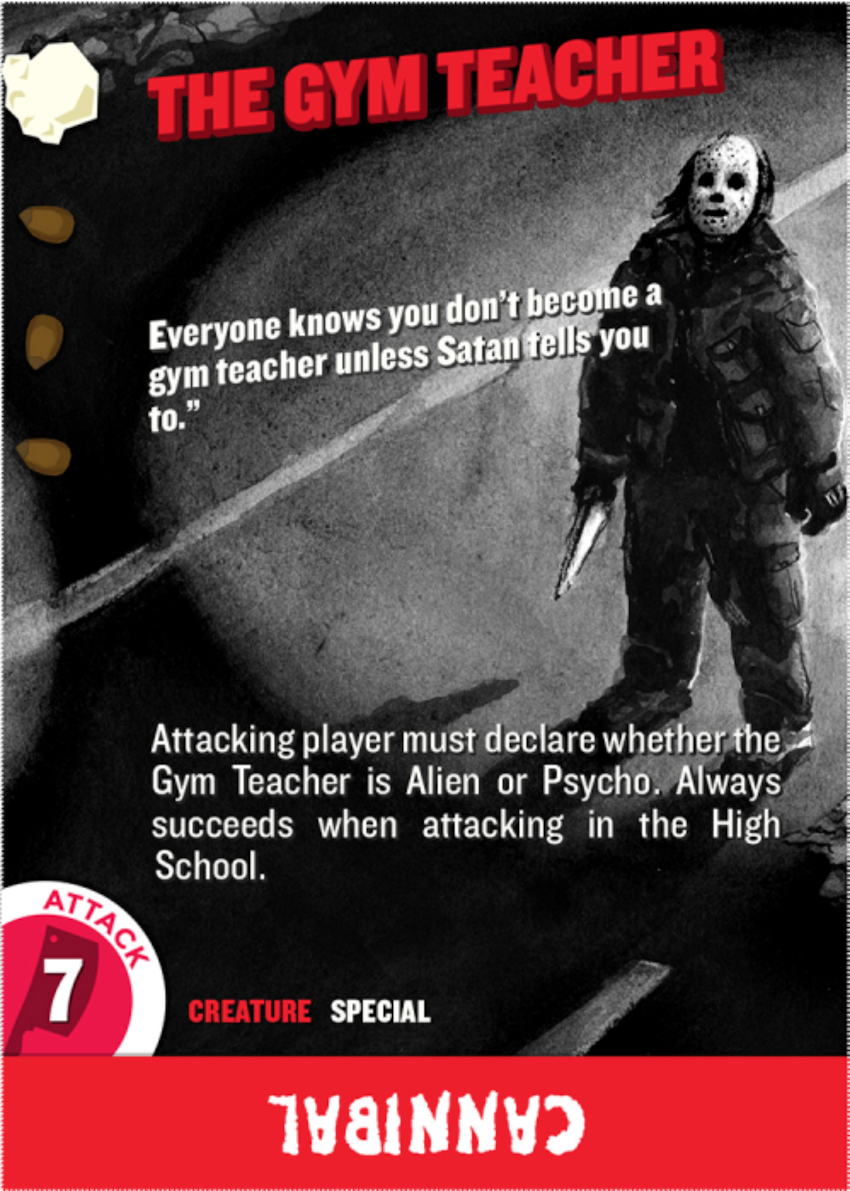 THE GYM TEACHER
Everyone knows you don't become a
gym teacher unless Satan tells you
to.”
Attacking player must declare whether the
Gym Teacher is Alien or Psycho. Always
succeeds when attacking in the High
School.
ATTACK
7
CREATURE SPECIAL
CANNIBAL